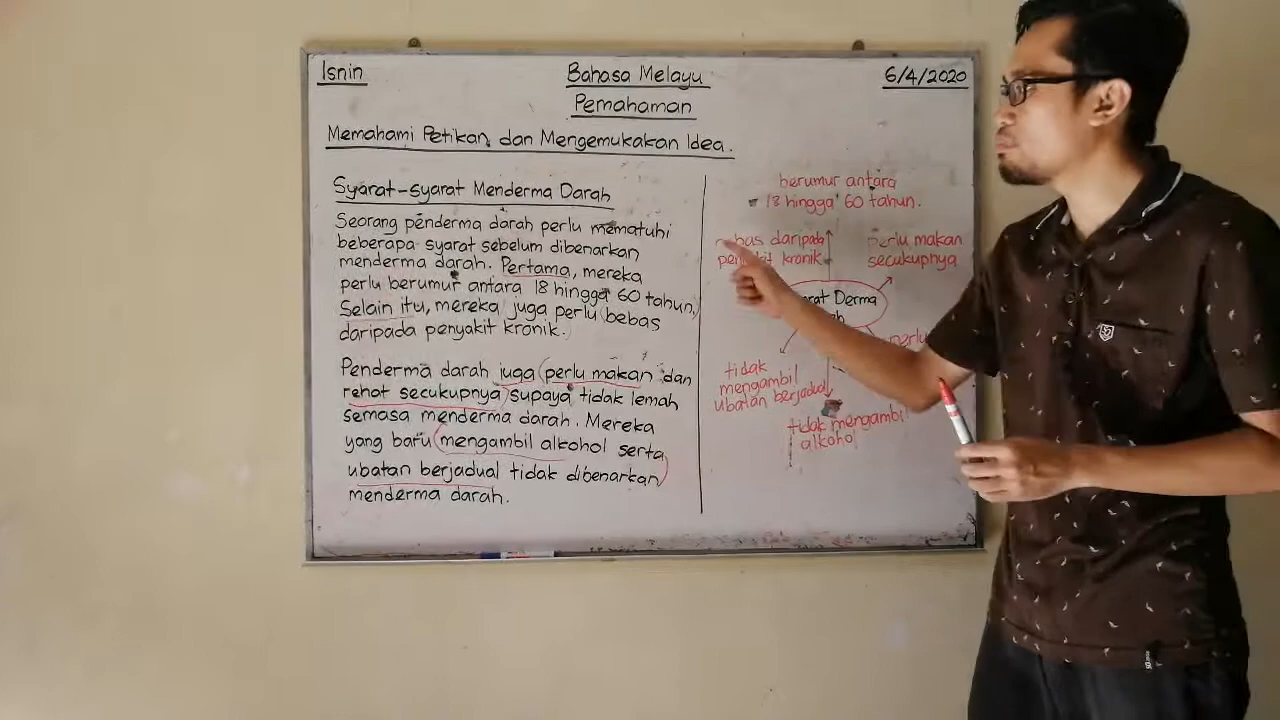 Isnin
Bahasa Melayu
6/4/2020
Pemahaman
Memahami Petikan dan Mengemukakan Idea.
Syarat-syarat Menderma Darah
Seorang penderma darah perlu mematuhi
beberapa syarat sebelum dibenarkan
menderma darah. Pertama, mereka
perlu berumur antara 18 hingga 60 tahun.
Selain itu, mereka juga perlu bebas
daripada penyakit kronik.
Penderma darah juga (perlu makan dan
rehat secukupnya) supaya tidak lemah
semasa menderma darah. Mereka
yang baru (mengambil alkohol serta
ubatan berjadual tidak dibenarkan)
menderma darah.
berumur antara
18 hingga 60 tahun.
daripada
kronik
perlu makan
secukupnya
Derma
perlu
tidak
mengambil
ubatan berjadual
tidak mengambil
alkohol